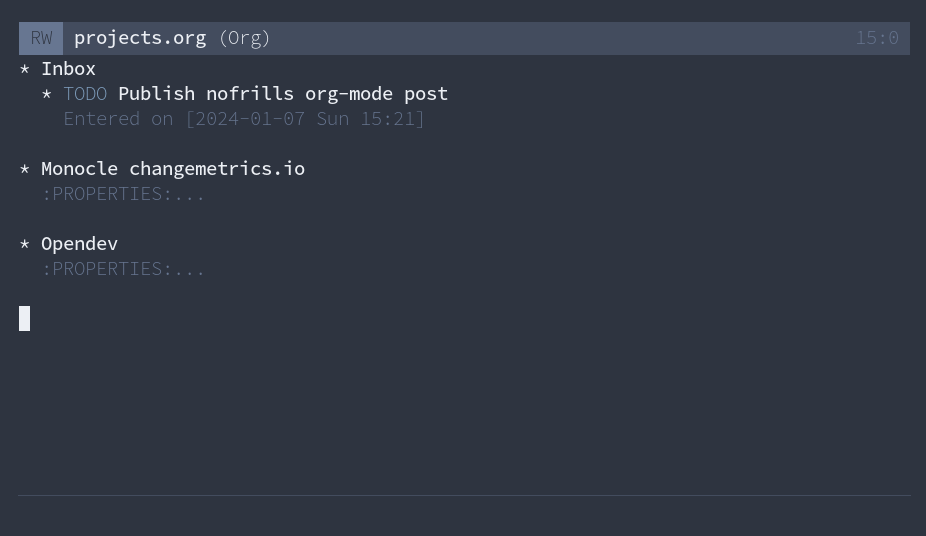 RW projects.org (Org) 15:0
* Inbox
* TODO Publish nofrills org-mode post
Entered on [2024-01-07 Sun 15:21]
* Monocle changemetrics.io
:PROPERTIES:...
* Opendev
:PROPERTIES:...